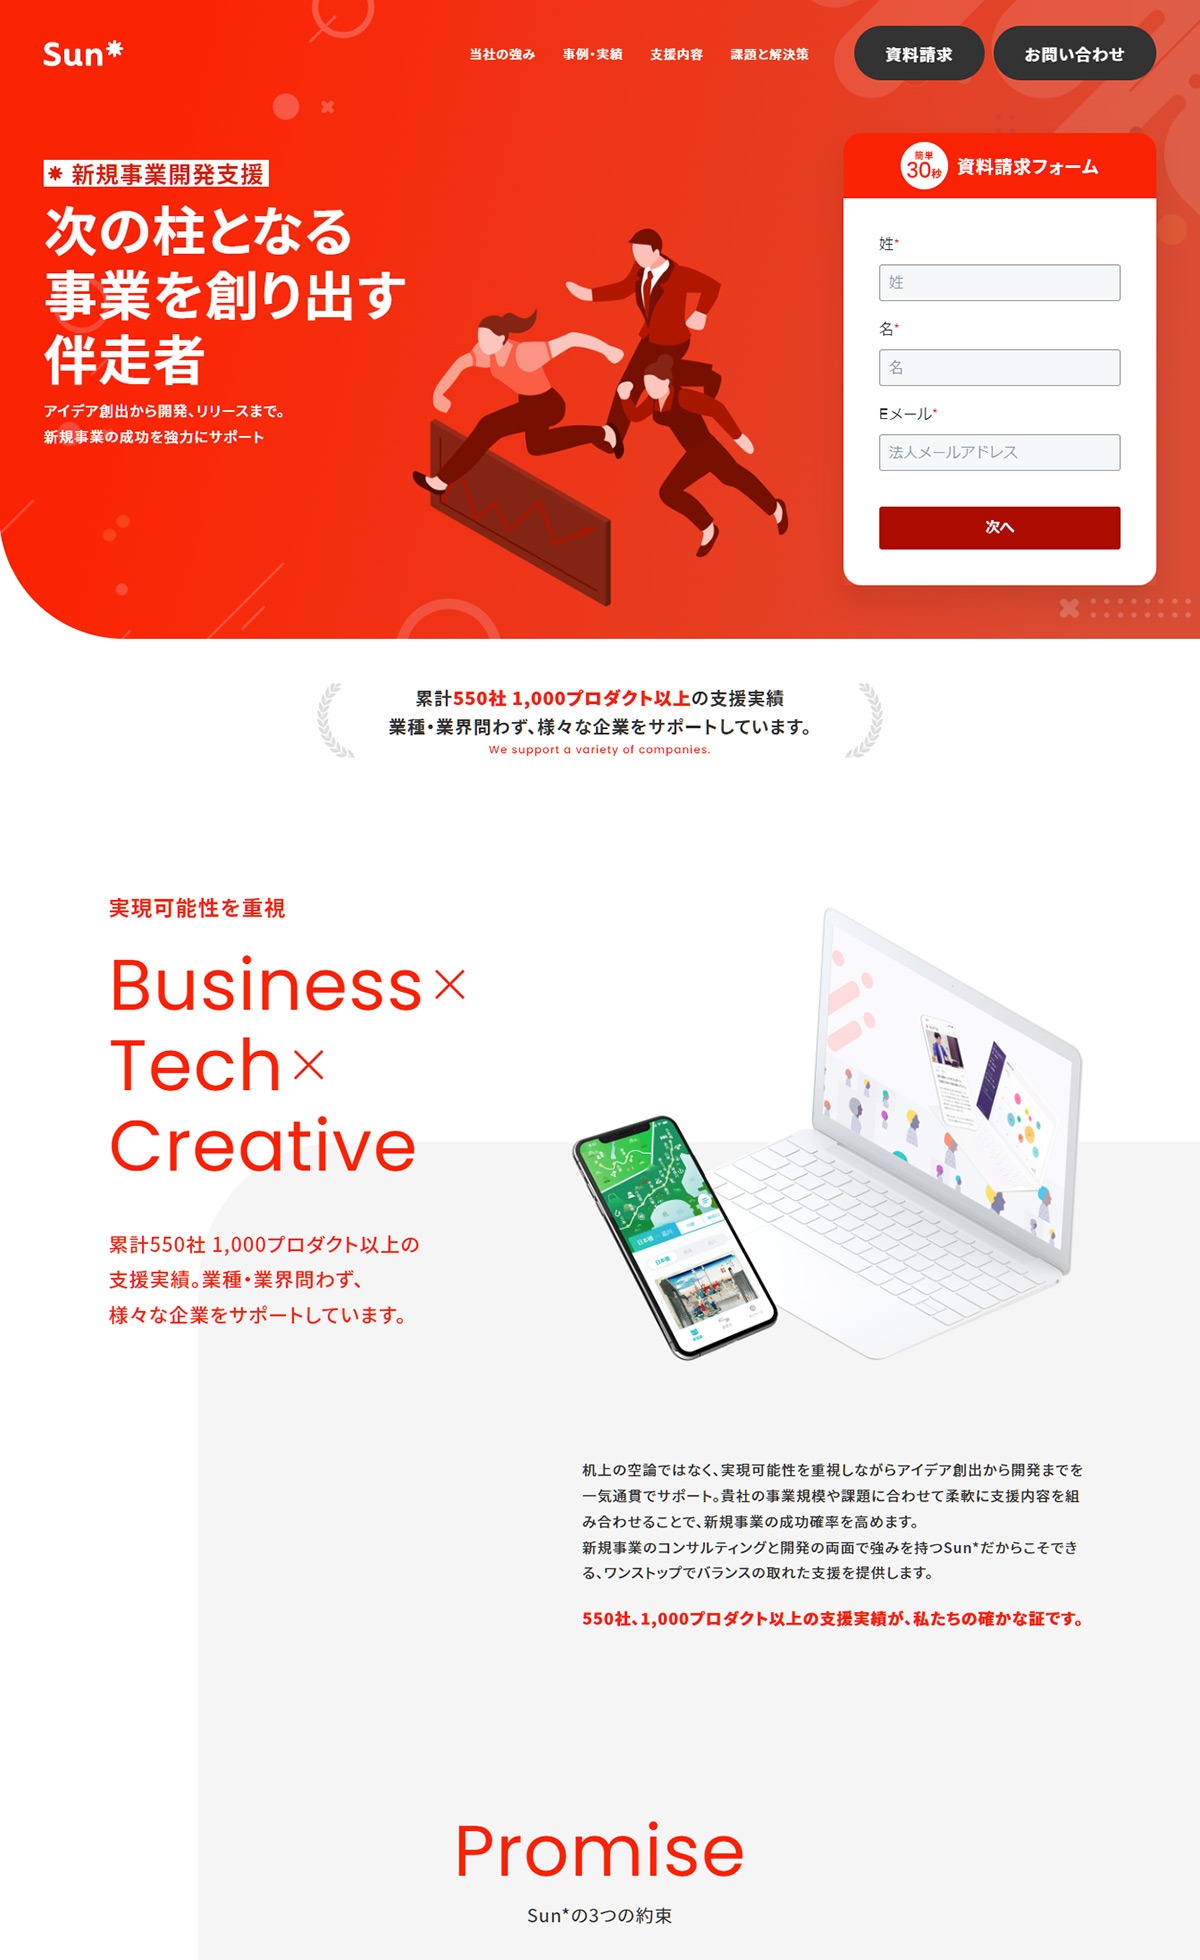 Sun*
当社の強み
事例・実績
支援内容
課題と解決策
資料請求
お問い合わせ
新規事業開発支援
次の柱となる
事業を創り出す
伴走者
アイデア創出から開発、リリースまで。
新規事業の成功を強力にサポート
簡単
30秒
資料請求フォーム
姓*
姓
名*
名
Eメール*
法人メールアドレス
次へ
累計550社 1,000プロダクト以上の支援実績
業種・業界問わず、様々な企業をサポートしています。
We support a variety of companies.
実現可能性を重視
Business×
Tech×
Creative
累計550社 1,000プロダクト以上の
支援実績。業種・業界問わず、
様々な企業をサポートしています。
日本橋
品川
日本橋
机上の空論ではなく、実現可能性を重視しながらアイデア創出から開発までを
一気通貫でサポート。貴社の事業規模や課題に合わせて柔軟に支援内容を組
み合わせることで、新規事業の成功確率を高めます。
新規事業のコンサルティングと開発の両面で強みを持つSun*だからこそでき
る、ワンストップでバランスの取れた支援を提供します。
550社、1,000プロダクト以上の支援実績が、私たちの確かな証です。
Promise
Sun*の3つの約束